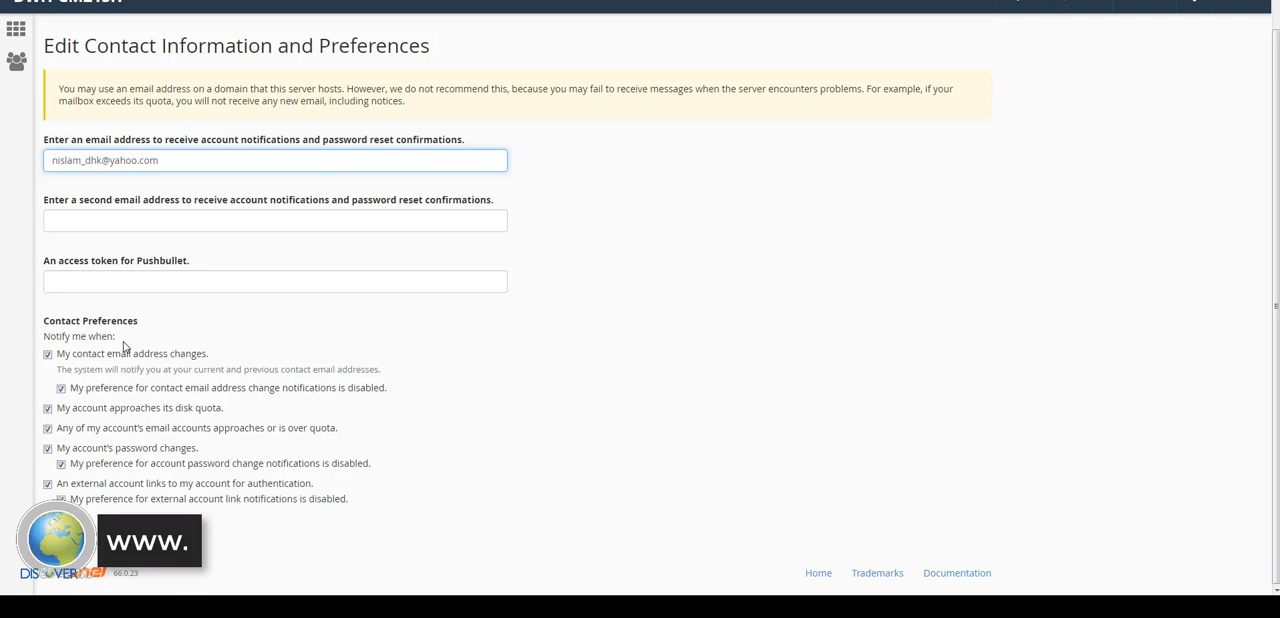 Edit Contact Information and Preferences
You may use an email address on a domain that this server hosts. However, we do not recommend this, because you may fail to receive messages when the server encounters problems. For example, if your
mailbox exceeds its quota, you will not receive any new email, including notices.
Enter an email address to receive account notifications and password reset confirmations.
nislam_dhk@yahoo.com
Enter a second email address to receive account notifications and password reset confirmations.
An access token for Pushbullet.
Contact Preferences
Notify me when:
My contact email address changes.
The system will notify you at your current and previous contact email addresses.
My preference for contact email address change notifications is disabled.
My account approaches its disk quota.
Any of my account's email accounts approaches or is over quota.
My account's password changes.
My preference for account password change notifications is disabled.
An external account links to my account for authentication.
My preference for external account link notifications is disabled.
www.
66.0.23
Home Trademarks Documentation